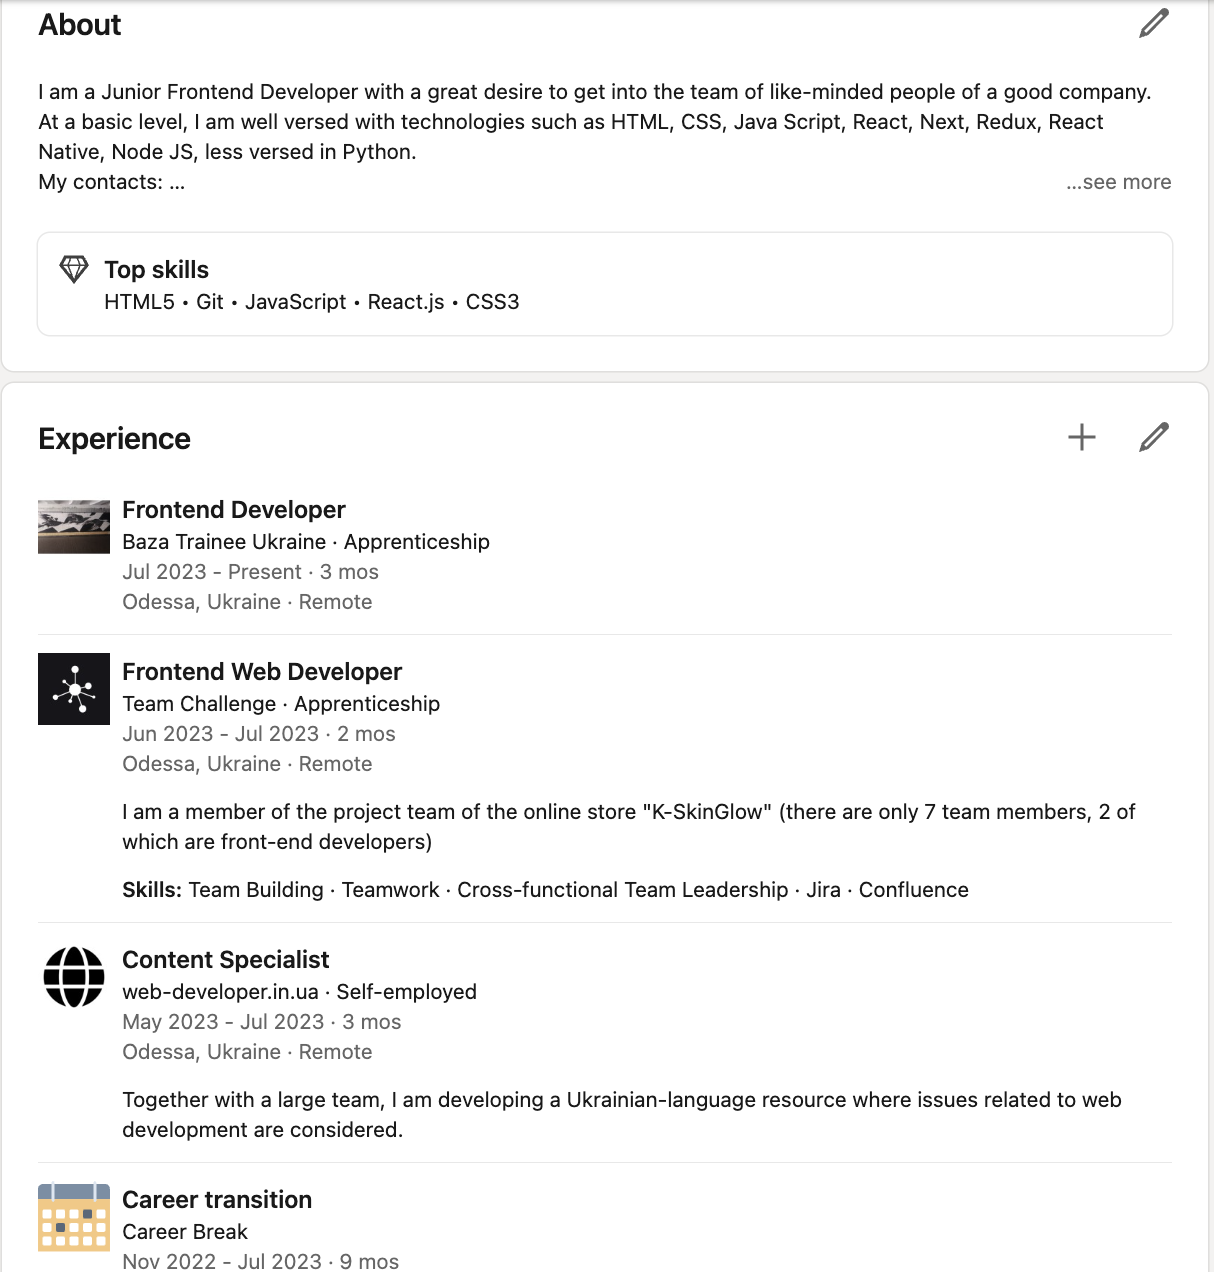 About
I am a Junior Frontend Developer with a great desire to get into the team of like-minded people of a good company.
At a basic level, I am well versed with technologies such as HTML, CSS, Java Script, React, Next, Redux, React
Native, Node JS, less versed in Python.
My contacts: ...
...see more
Top skills
HTML5 • Git • JavaScript • React.js • CSS3
Experience
Frontend Developer
Baza Trainee Ukraine · Apprenticeship
Jul 2023 - Present · 3 mos
Odessa, Ukraine · Remote
Frontend Web Developer
Team Challenge · Apprenticeship
Jun 2023 - Jul 2023 · 2 mos
Odessa, Ukraine · Remote
I am a member of the project team of the online store "K-SkinGlow" (there are only 7 team members, 2 of
which are front-end developers)
Skills: Team Building · Teamwork · Cross-functional Team Leadership · Jira · Confluence
Content Specialist
web-developer.in.ua · Self-employed
May 2023 - Jul 2023 · 3 mos
Odessa, Ukraine · Remote
Together with a large team, I am developing a Ukrainian-language resource where issues related to web
development are considered.
Career transition
Career Break
Nov 2022 - Jul 2023 · 9 mos